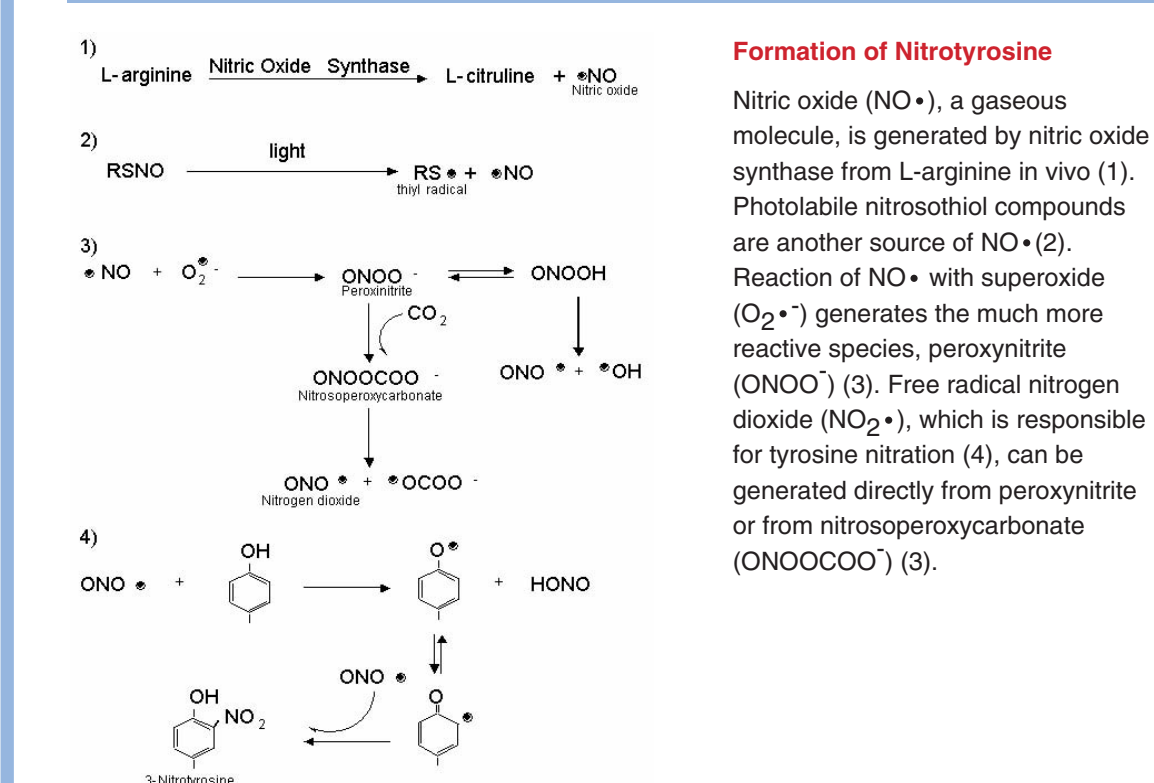 1)
L-arginine Nitric Oxide Synthase L-citruline + •NO
Nitric oxide
2)
RSNO light RS • + •NO
thiyl radical
3)
• NO + O2•- ONOO - ONOOH
Peroxinitrite
CO2
ONOOCOO -
Nitrosoperoxycarbonate
ONO • + •OH
ONO • + •OCOO -
Nitrogen dioxide
4)
OH O•
ONO • + + HONO
ONO •
OH
NO2
O
•
3-Nitrotyrosine
Formation of Nitrotyrosine
Nitric oxide (NO•), a gaseous
molecule, is generated by nitric oxide
synthase from L-arginine in vivo (1).
Photolabile nitrosothiol compounds
are another source of NO•(2).
Reaction of NO• with superoxide
(O2•-) generates the much more
reactive species, peroxynitrite
(ONOO-) (3). Free radical nitrogen
dioxide (NO2•), which is responsible
for tyrosine nitration (4), can be
generated directly from peroxynitrite
or from nitrosoperoxycarbonate
(ONOOCOO-) (3).